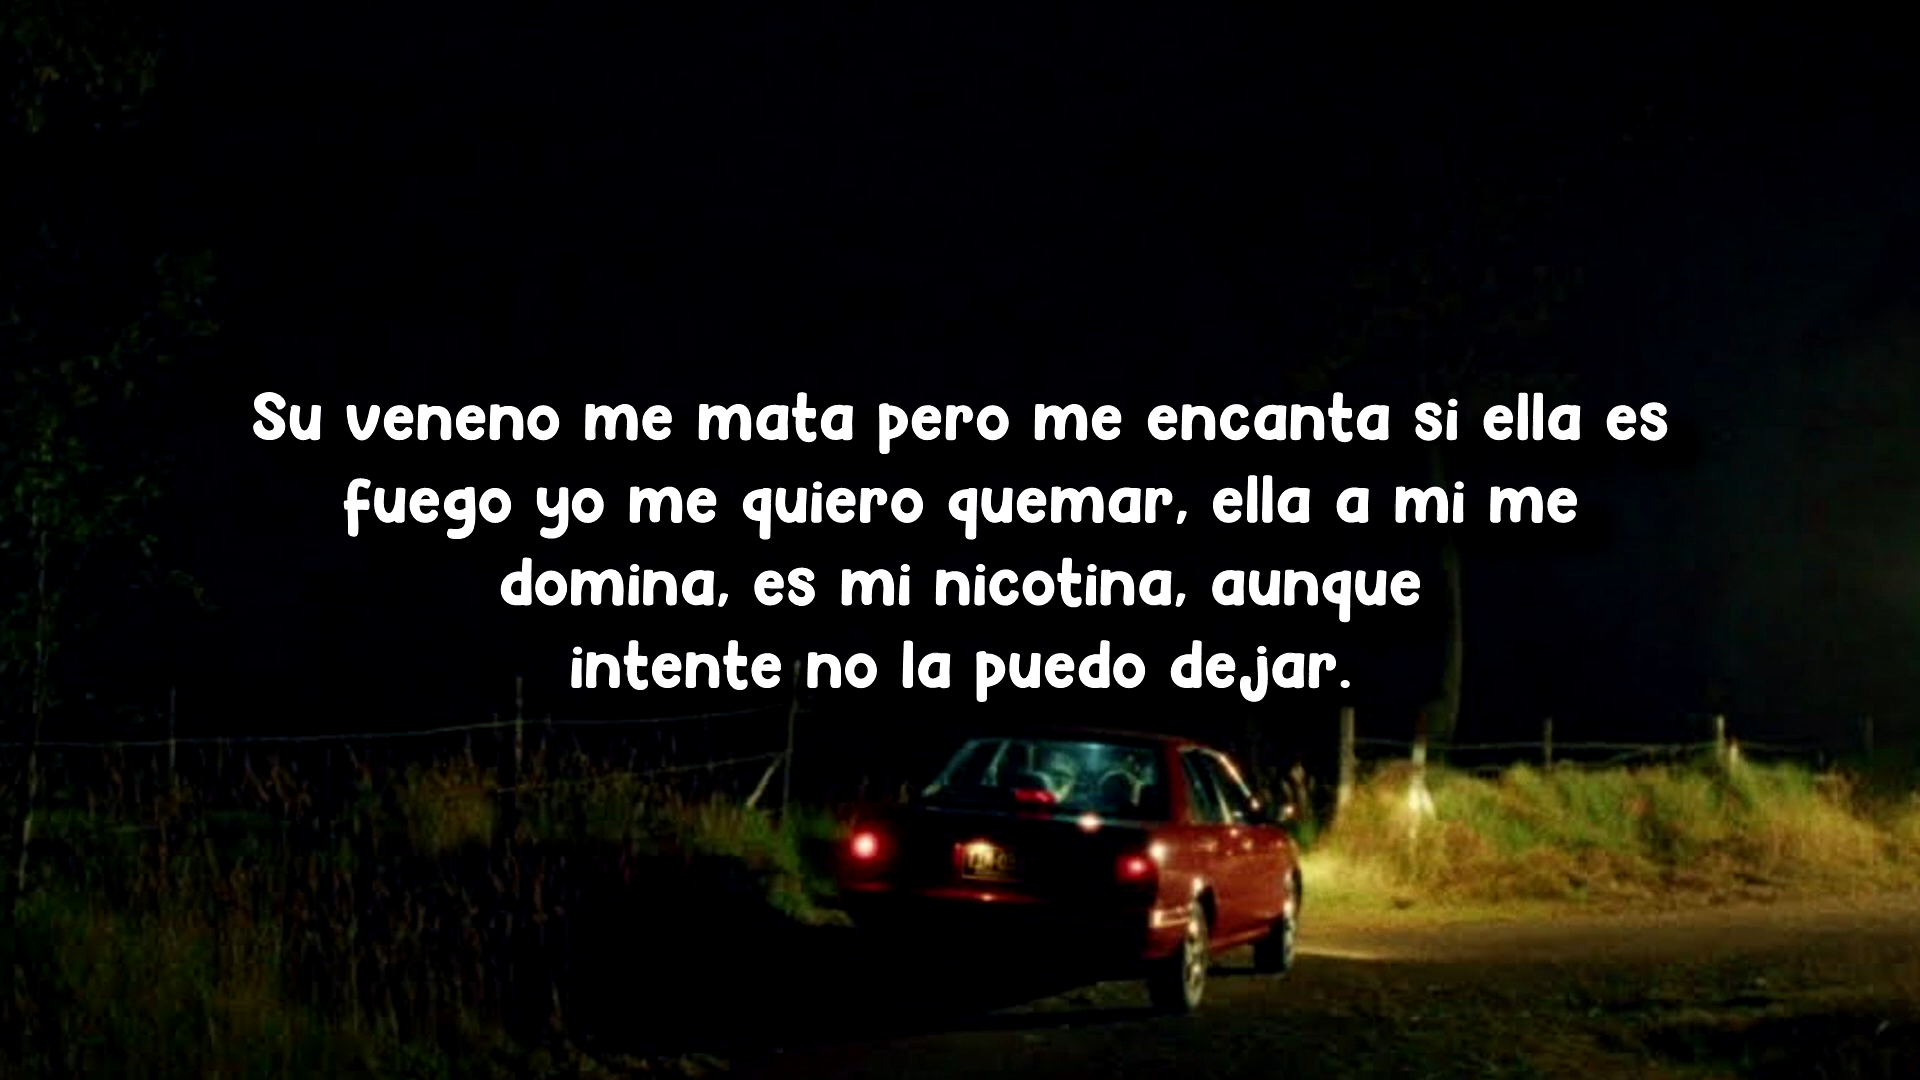 Su veneno me mata pero me encanta si ella es
fuego yo me quiero quemar, ella a mi me
domina, es mi nicotina, aunque
intente no la puedo dejar.